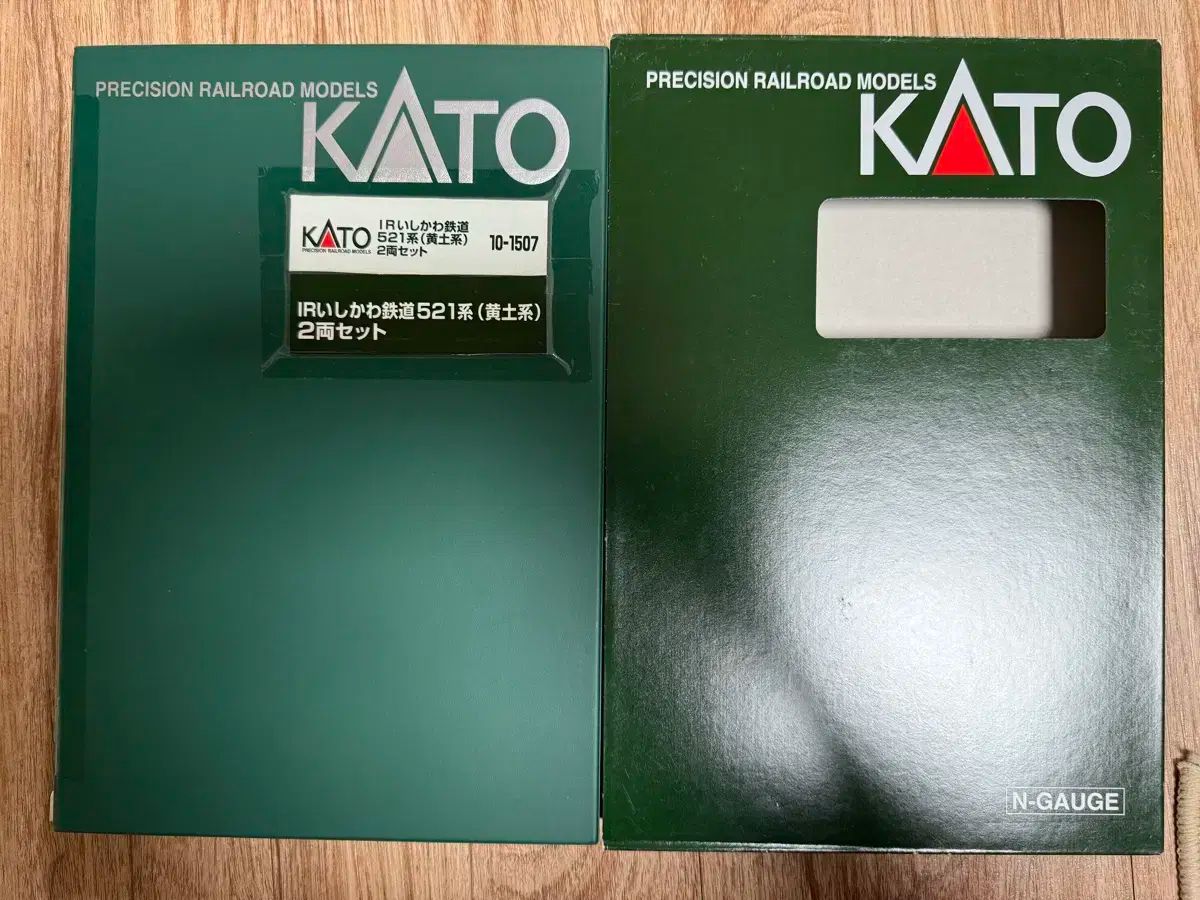 PRECISION RAILROAD MODELS
KATO
KATO
PRECISION RAILROAD MODELS
IRいしかわ鉄道
521系(黄土系)
2両セット
10-1507
IRいしかわ鉄道521系(黄土系)
2両セット
PRECISION RAILROAD MODELS
KATO
N-GAUGE